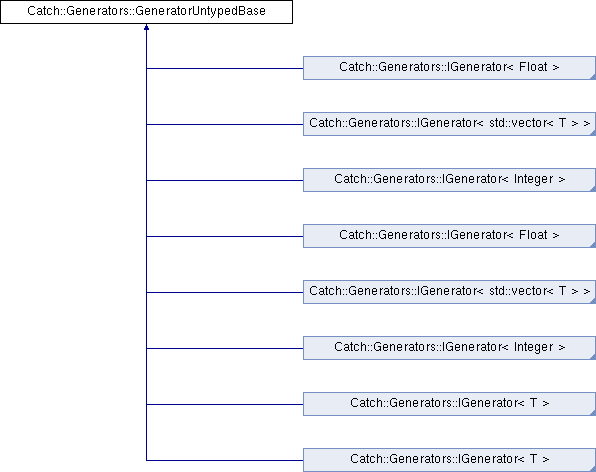 Catch::Generators::GeneratorUntypedBase
Catch::Generators::IGenerator< Float >
Catch::Generators::IGenerator< std::vector< T > >
Catch::Generators::IGenerator< Integer >
Catch::Generators::IGenerator< Float >
Catch::Generators::IGenerator< std::vector< T > >
Catch::Generators::IGenerator< Integer >
Catch::Generators::IGenerator< T >
Catch::Generators::IGenerator< T >